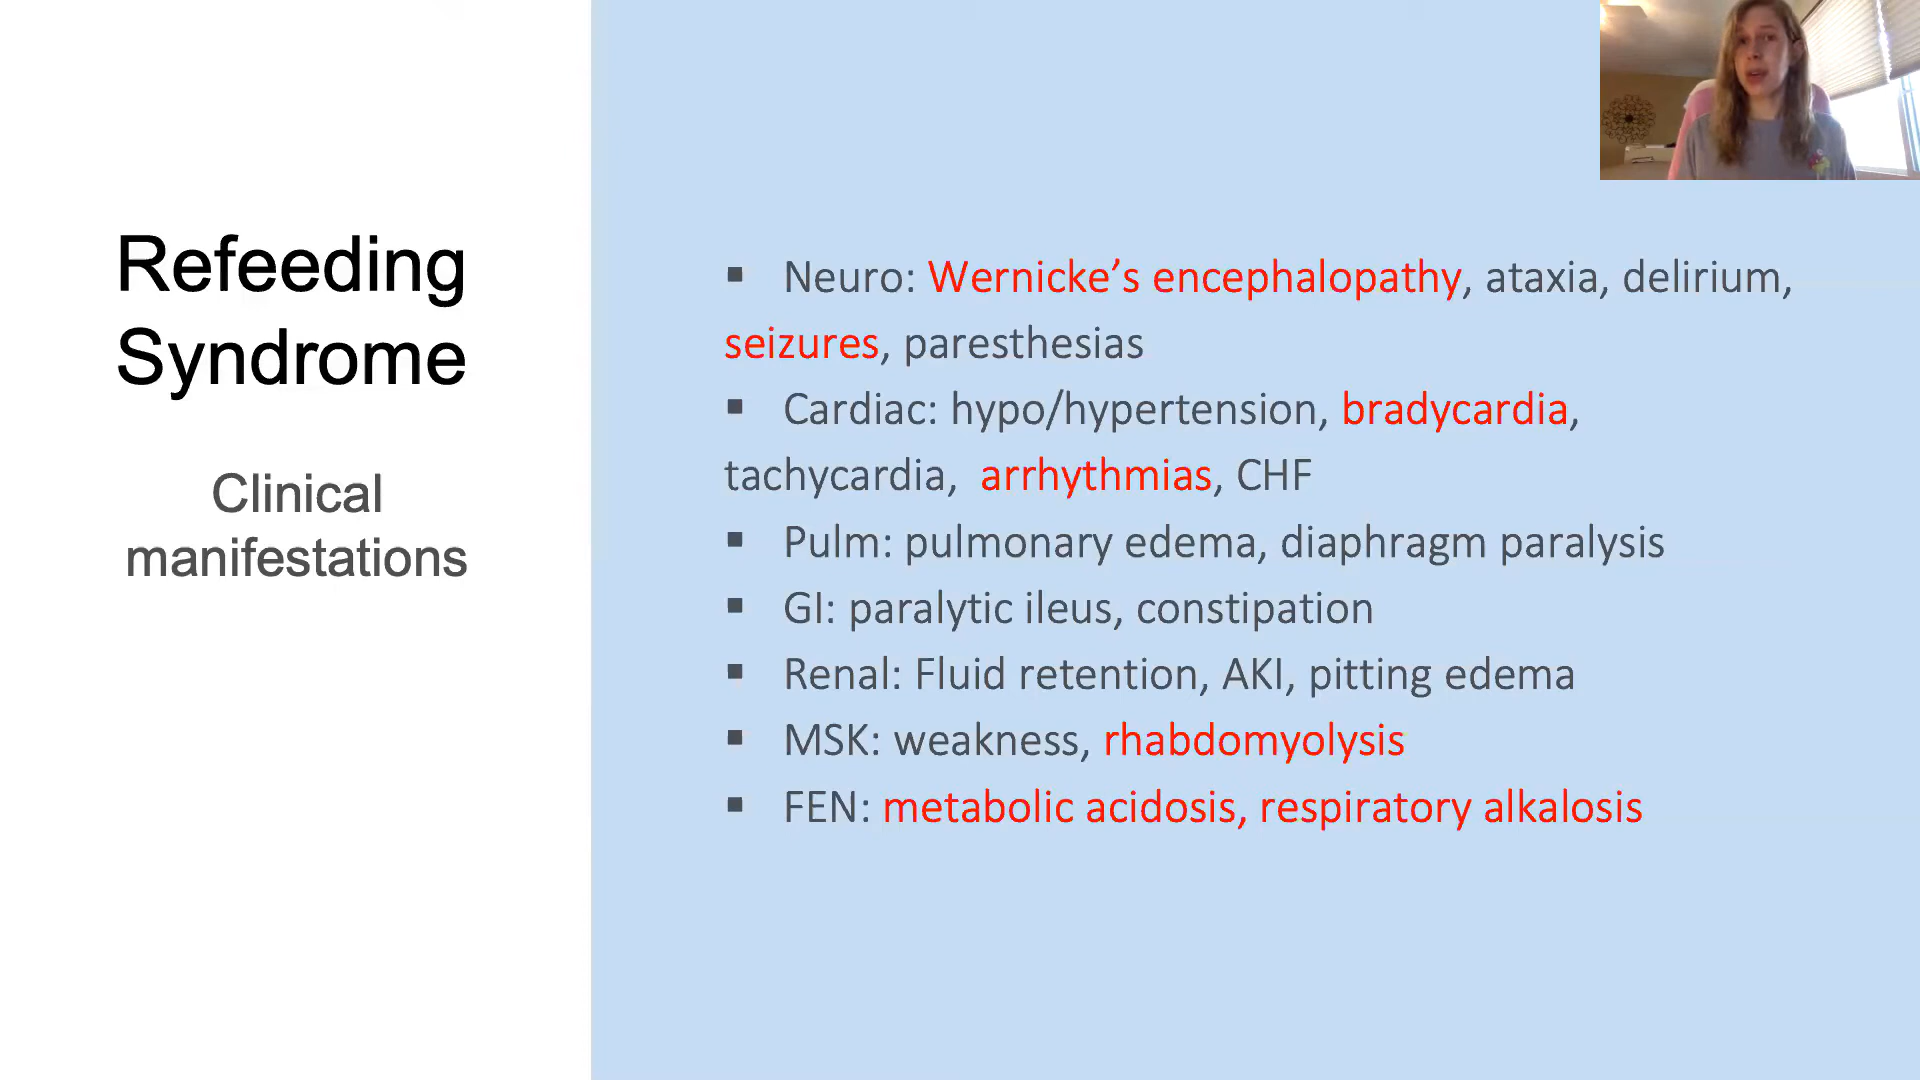 Refeeding
Syndrome
Clinical
manifestations
▪ Neuro: Wernicke’s encephalopathy, ataxia, delirium,
seizures, paresthesias
▪ Cardiac: hypo/hypertension, bradycardia,
tachycardia, arrhythmias, CHF
▪ Pulm: pulmonary edema, diaphragm paralysis
▪ GI: paralytic ileus, constipation
▪ Renal: Fluid retention, AKI, pitting edema
▪ MSK: weakness, rhabdomyolysis
▪ FEN: metabolic acidosis, respiratory alkalosis